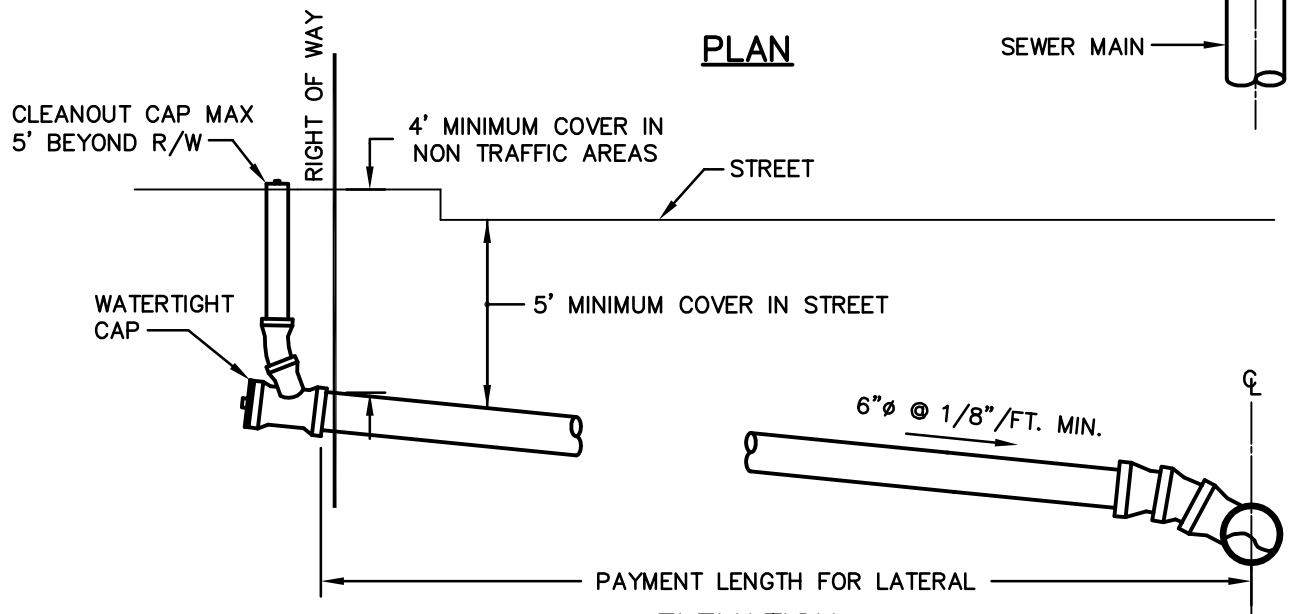 PLAN
SEWER MAIN
RIGHT OF WAY
CLEANOUT CAP MAX
5' BEYOND R/W
4' MINIMUM COVER IN
NON TRAFFIC AREAS
STREET
WATERTIGHT
CAP
5' MINIMUM COVER IN STREET
6"ø @ 1/8"/FT. MIN.
℄
PAYMENT LENGTH FOR LATERAL